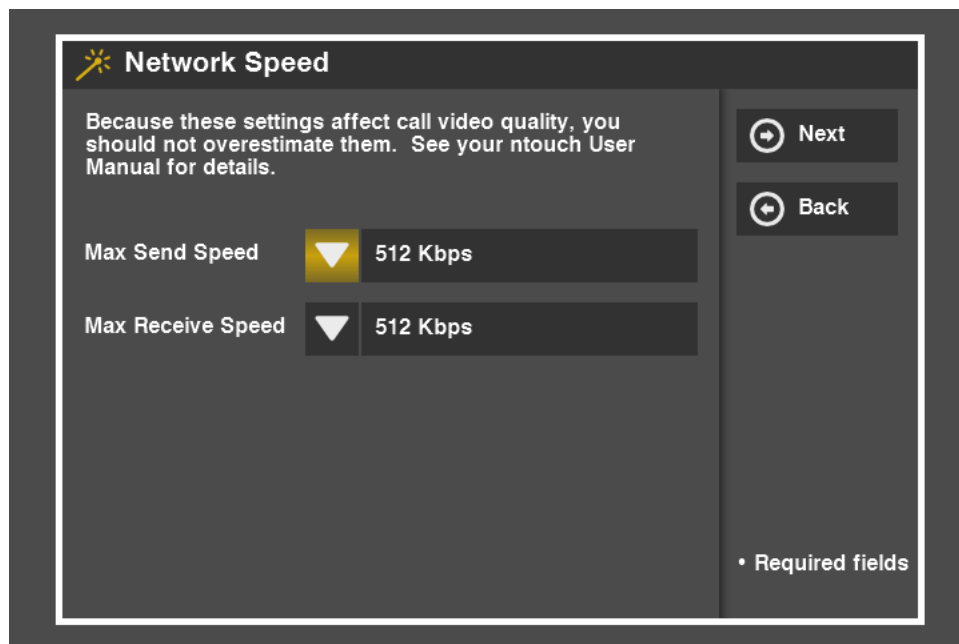 Network Speed
Because these settings affect call video quality, you
should not overestimate them.  See your ntouch User
Manual for details.
Max Send Speed
512 Kbps
Max Receive Speed
512 Kbps
Next
Back
• Required fields